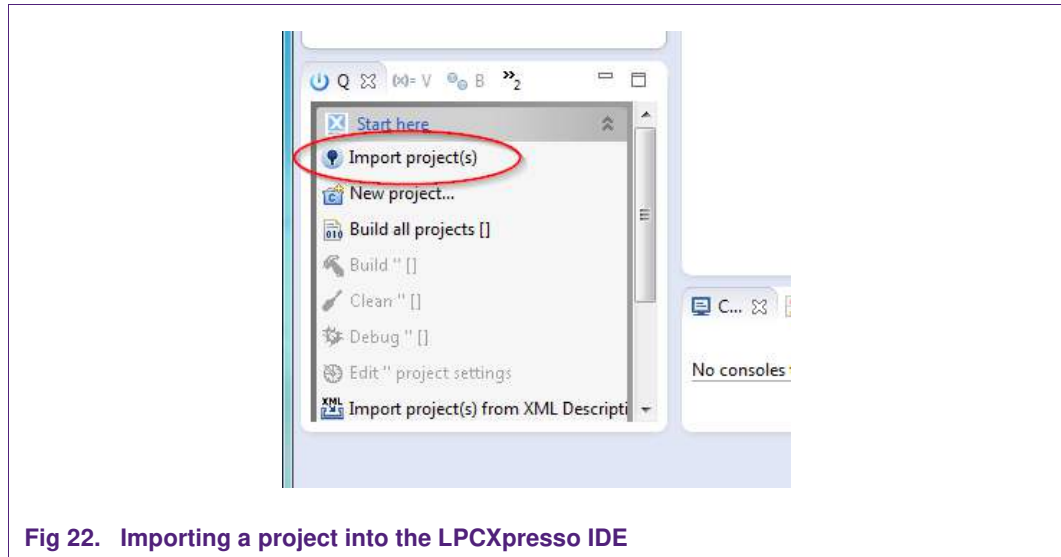 Q (x)= V B »2
Start here
Import project(s)
New project...
Build all projects []
Build '' []
Clean '' []
Debug '' []
Edit '' project settings
Import project(s) from XML Descripti
C...
No consoles
Fig 22. Importing a project into the LPCXpresso IDE